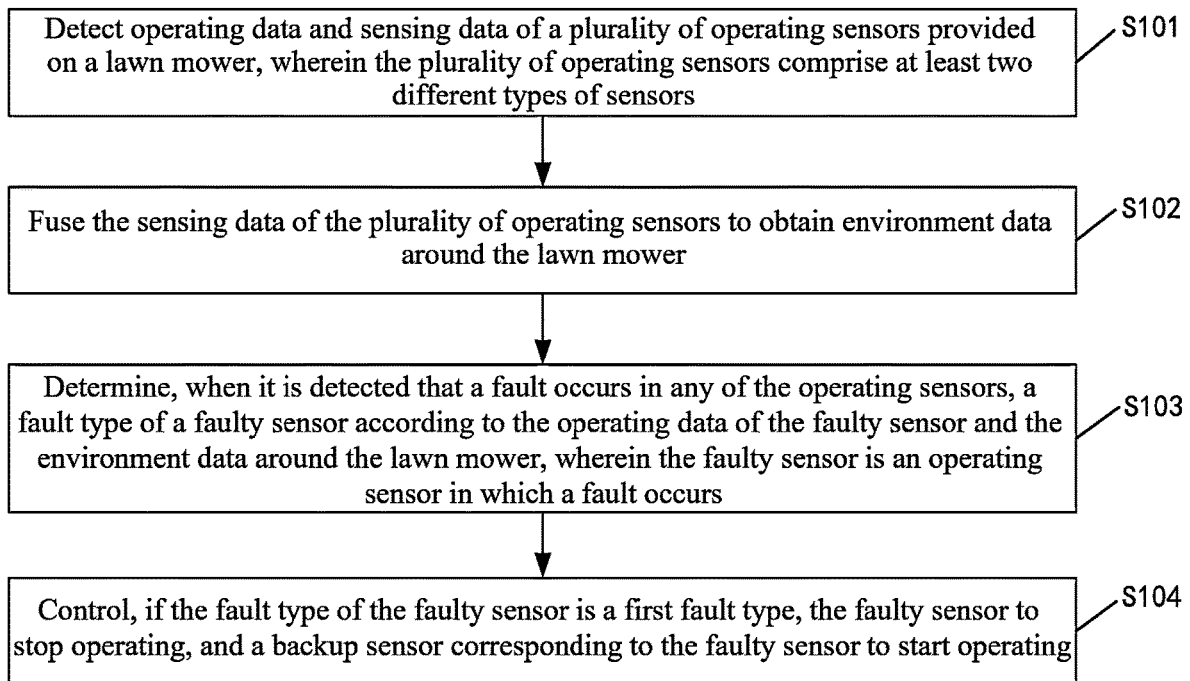 Detect operating data and sensing data of a plurality of operating sensors provided
on a lawn mower, wherein the plurality of operating sensors comprise at least two
different types of sensors
S101
Fuse the sensing data of the plurality of operating sensors to obtain environment data
around the lawn mower
S102
Determine, when it is detected that a fault occurs in any of the operating sensors, a
fault type of a faulty sensor according to the operating data of the faulty sensor and the
environment data around the lawn mower, wherein the faulty sensor is an operating
sensor in which a fault occurs
S103
Control, if the fault type of the faulty sensor is a first fault type, the faulty sensor to
stop operating, and a backup sensor corresponding to the faulty sensor to start operating
S104